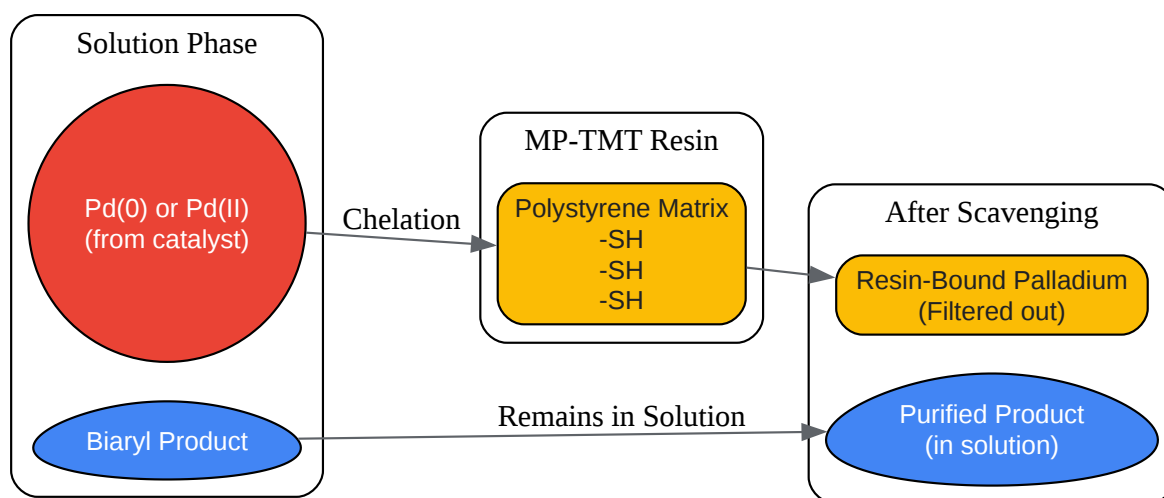 Solution Phase
Pd(0) or Pd(II)
(from catalyst)
Biaryl Product
Chelation
Remains in Solution
MP-TMT Resin
Polystyrene Matrix
-SH
-SH
-SH
After Scavenging
Resin-Bound Palladium
(Filtered out)
Purified Product
(in solution)